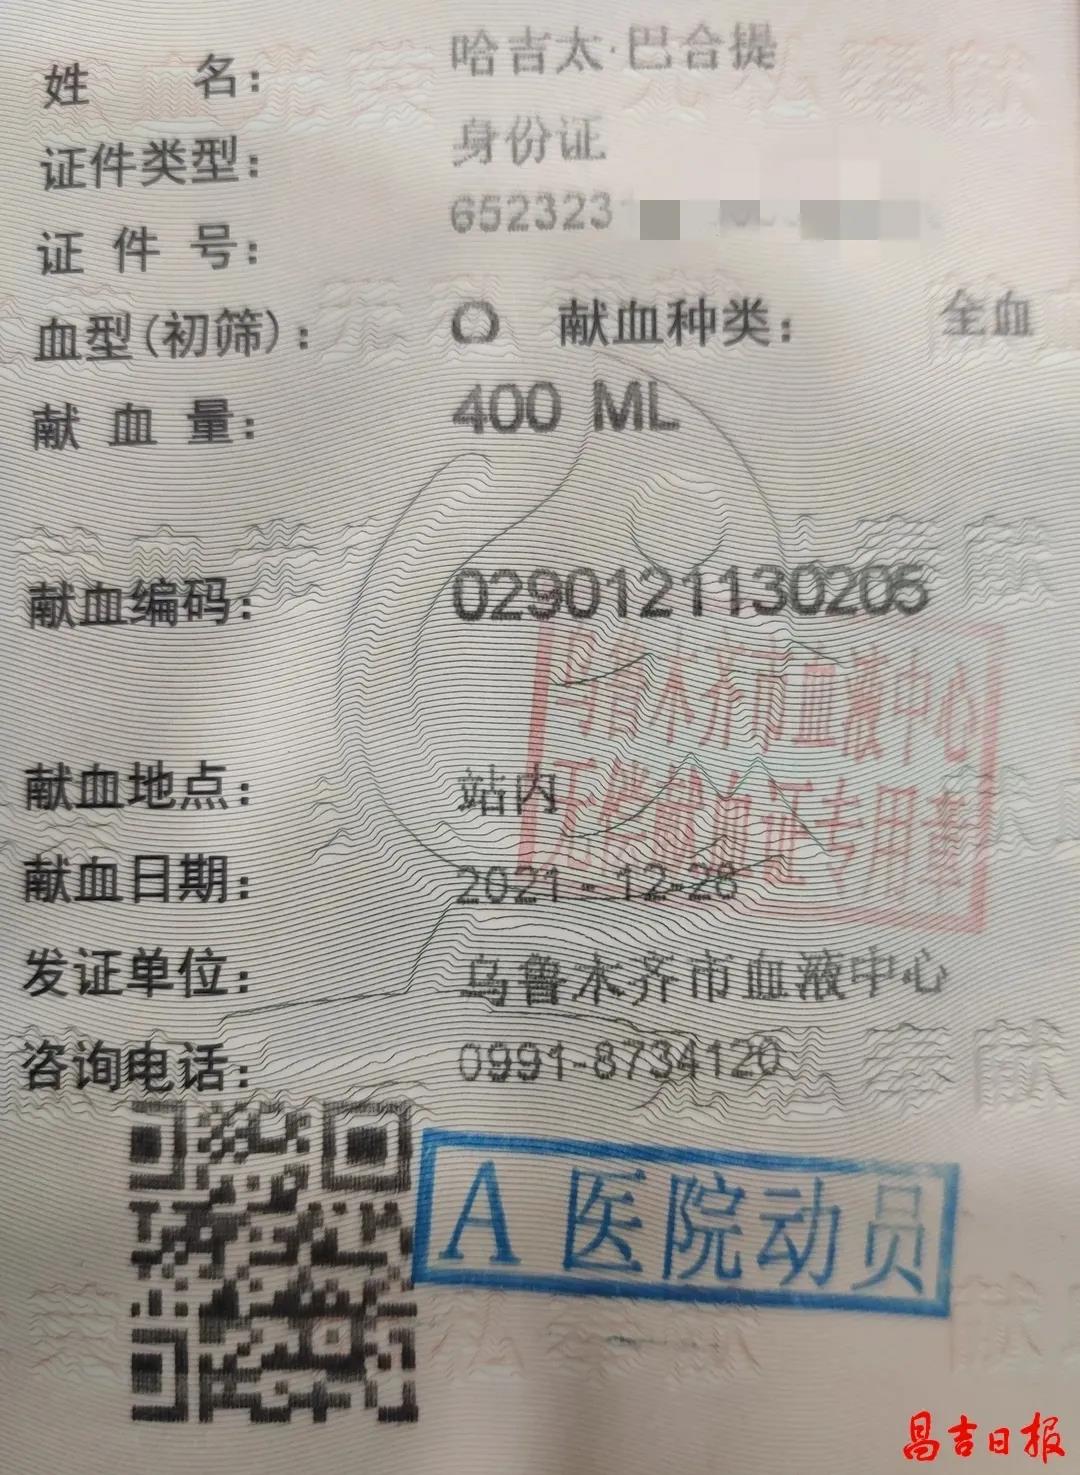 姓 名： 哈吉太·巴合提
证件类型： 身份证
证 件 号： 652323
血型(初筛)： O 献血种类： 全血
献 血 量： 400 ML
献血编码： 0290121130205
乌鲁木齐市血液中心
无偿献血证专用章
献血地点： 站内
献血日期： 2021-12-28
发证单位： 乌鲁木齐市血液中心
咨询电话： 0991-8734120
A 医院动员
昌吉日报